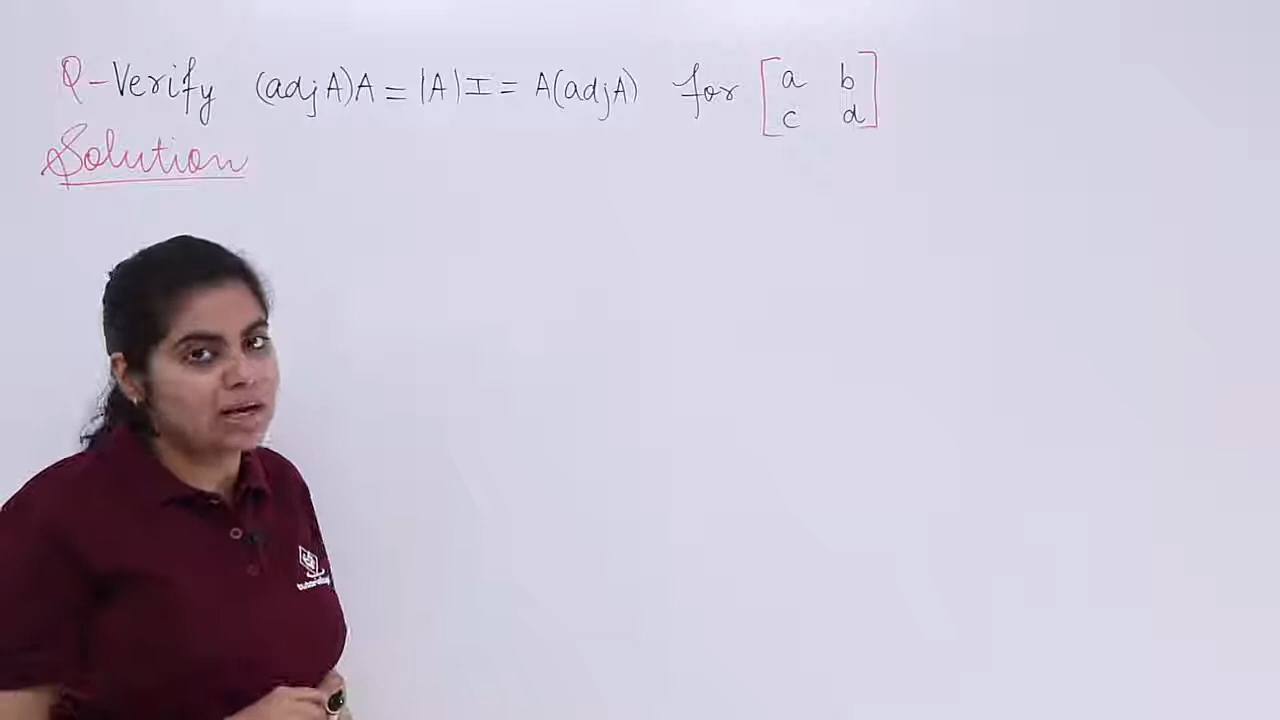 Q-Verify (adjA)A = |A|I = A(adjA) for [a b
c d]
Solution